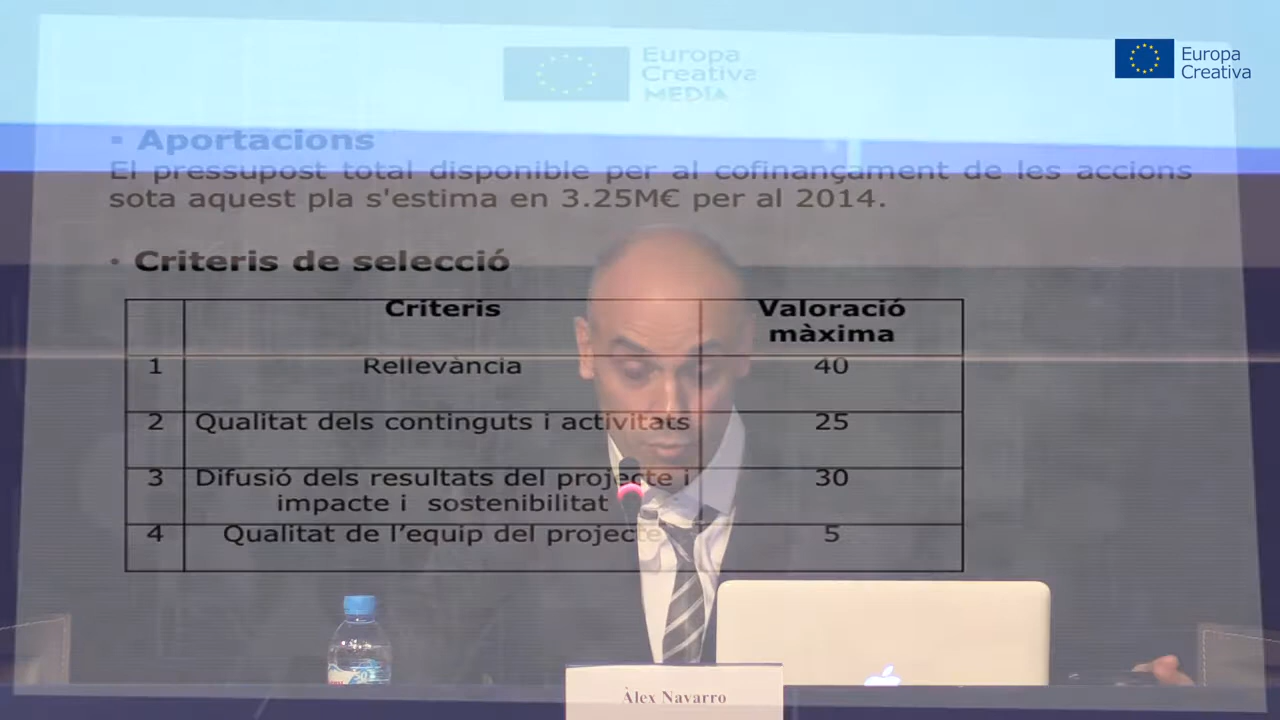 Europa
Creativa
MEDIA
Europa
Creativa
▪ Aportacions
El pressupost total disponible per al cofinançament de les accions
sota aquest pla s'estima en 3.25M€ per al 2014.
• Criteris de selecció
Criteris Valoració
màxima
1 Rellevància 40
2 Qualitat dels continguts i activitats 25
3 Difusió dels resultats del projecte i 30
impacte i sostenibilitat
4 Qualitat de l’equip del projecte 5
Àlex Navarro